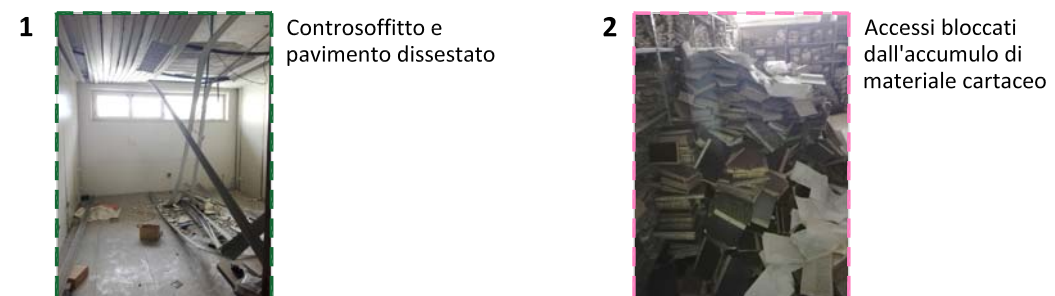 1
Controsoffitto e
pavimento dissestato
2
Accessi bloccati
dall'accumulo di
materiale cartaceo